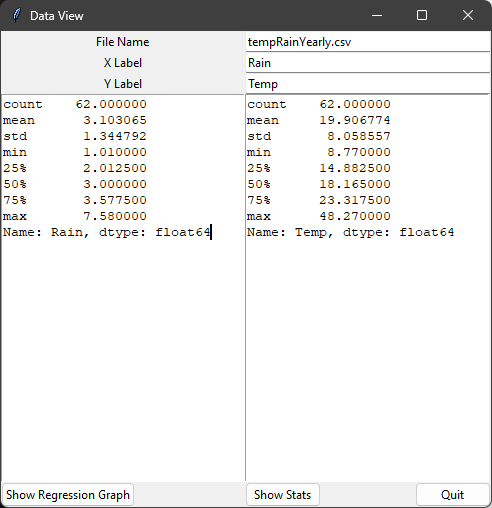 Data View
File Name tempRainYearly.csv
X Label Rain
Y Label Temp
count 62.000000
mean 3.103065
std 1.344792
min 1.010000
25% 2.012500
50% 3.000000
75% 3.577500
max 7.580000
Name: Rain, dtype: float64
count 62.000000
mean 19.906774
std 8.058557
min 8.770000
25% 14.882500
50% 18.165000
75% 23.317500
max 48.270000
Name: Temp, dtype: float64
Show Regression Graph Show Stats Quit